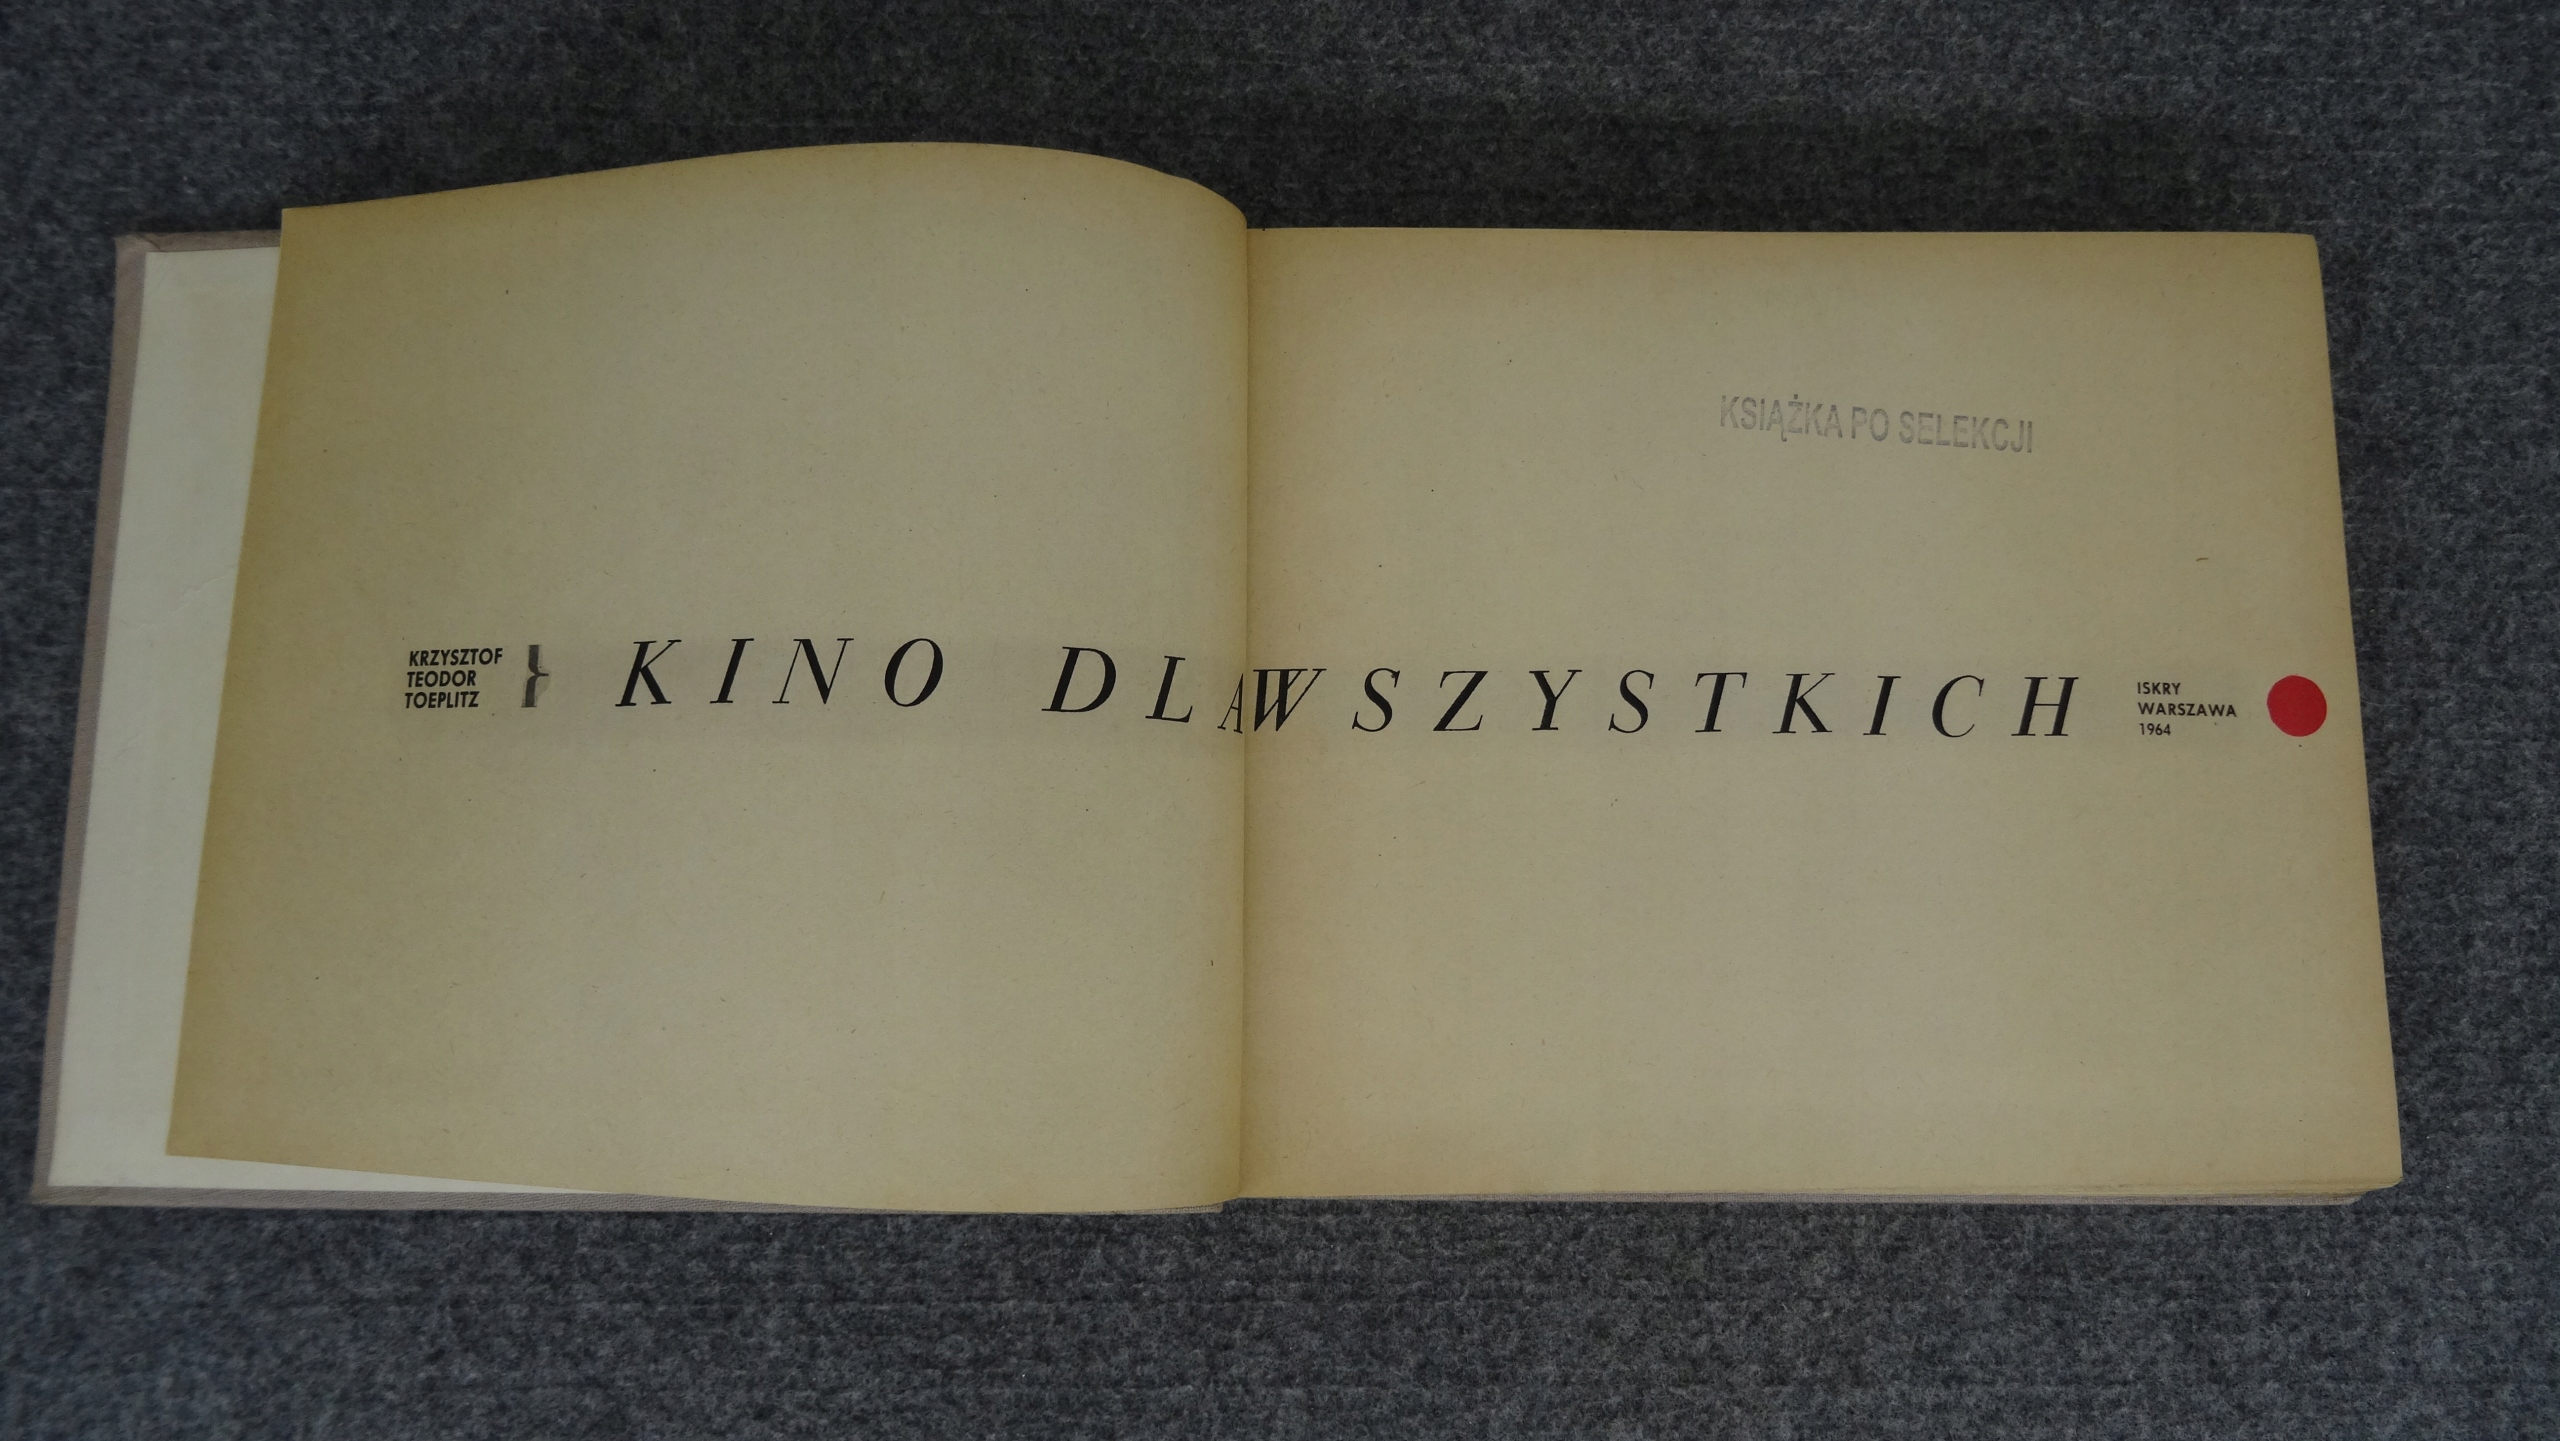 KRZYSZTOF
TEODOR
TOEPLITZ
KINO DLA WSZYSTKICH
ISKRY
WARSZAWA
1964
KSIĄŻKA PO SELEKCJI